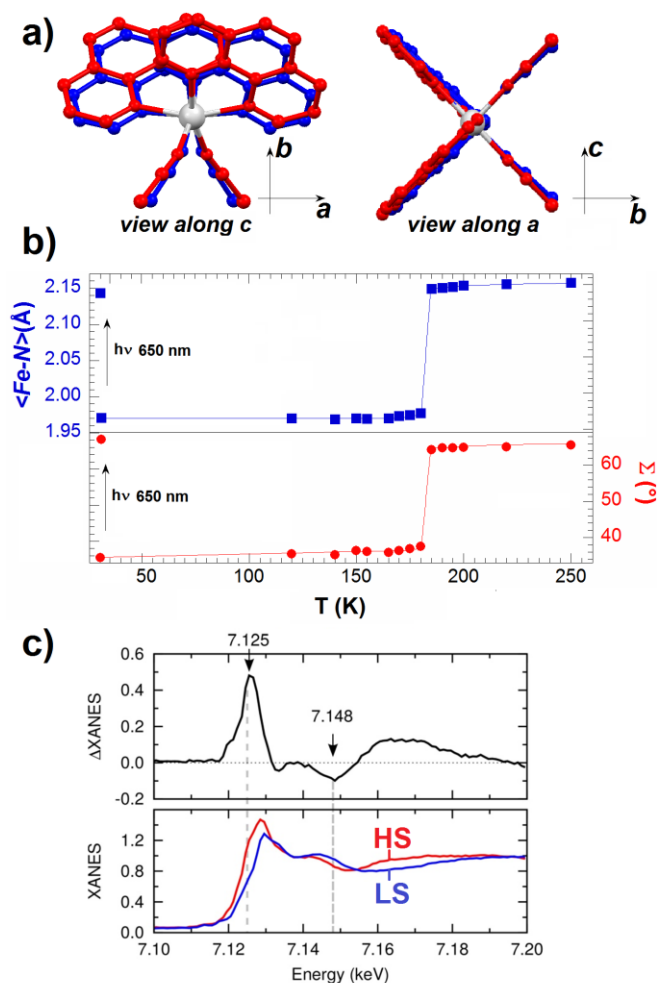 a)
b
a
view along c
c
b
view along a
b)
<Fe-N>(Å)
2.15
2.10
2.05
2.00
1.95
hν 650 nm
hν 650 nm
60
50
40
Σ (°)
50
100
150
200
250
T (K)
c)
7.125
7.148
ΔXANES
0.6
0.4
0.2
0.0
-0.2
XANES
1.2
0.8
0.4
0.0
HS
LS
7.10
7.12
7.14
7.16
7.18
7.20
Energy (keV)